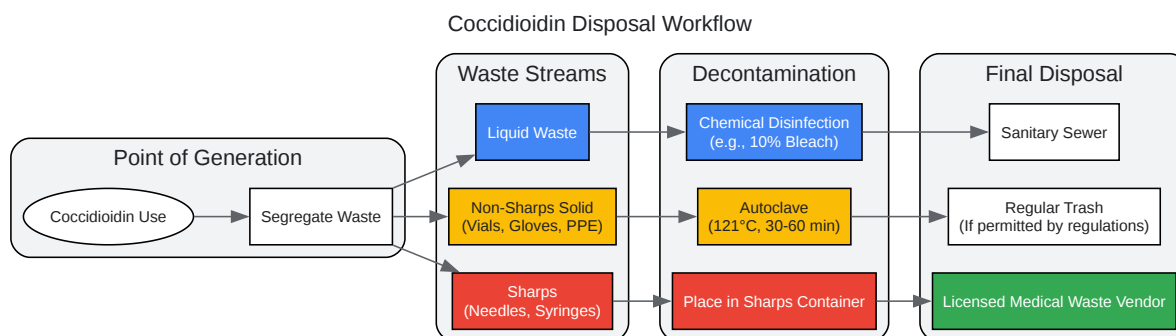 Coccidioidin Disposal Workflow
Point of Generation
Coccidioidin Use
Segregate Waste
Waste Streams
Liquid Waste
Non-Sharps Solid
(Vials, Gloves, PPE)
Sharps
(Needles, Syringes)
Decontamination
Chemical Disinfection
(e.g., 10% Bleach)
Autoclave
(121°C, 30-60 min)
Place in Sharps Container
Final Disposal
Sanitary Sewer
Regular Trash
(If permitted by regulations)
Licensed Medical Waste Vendor